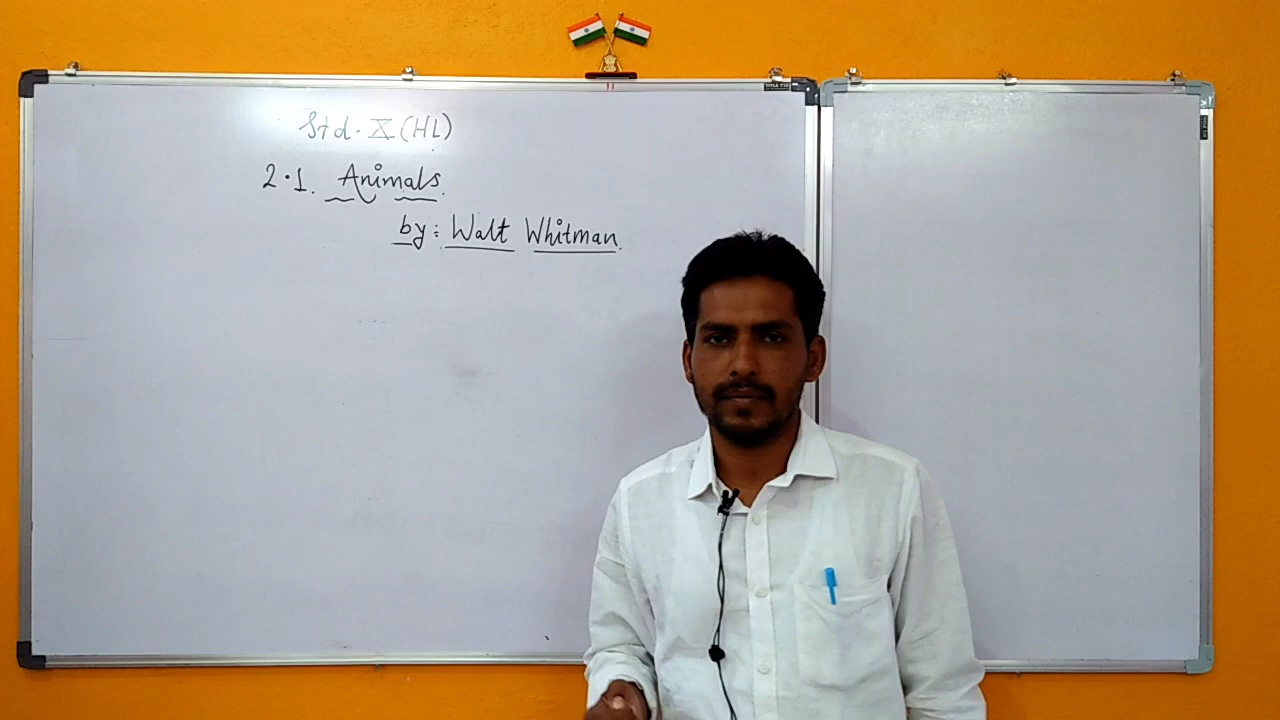 Std. X (HL)
2.1. Animals.
by: Walt Whitman.